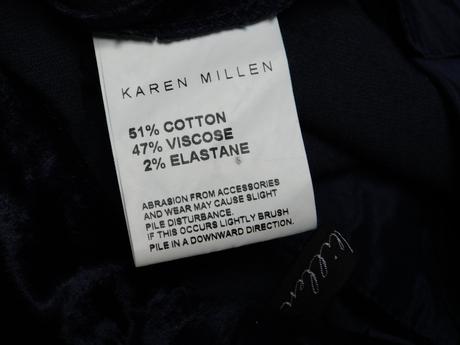 KAREN MILLEN
51% COTTON
47% VISCOSE
2% ELASTANE
ABRASION FROM ACCESSORIES
AND WEAR MAY CAUSE SLIGHT
PILE DISTURBANCE.
IF THIS OCCURS LIGHTLY BRUSH
PILE IN A DOWNWARD DIRECTION.
killen